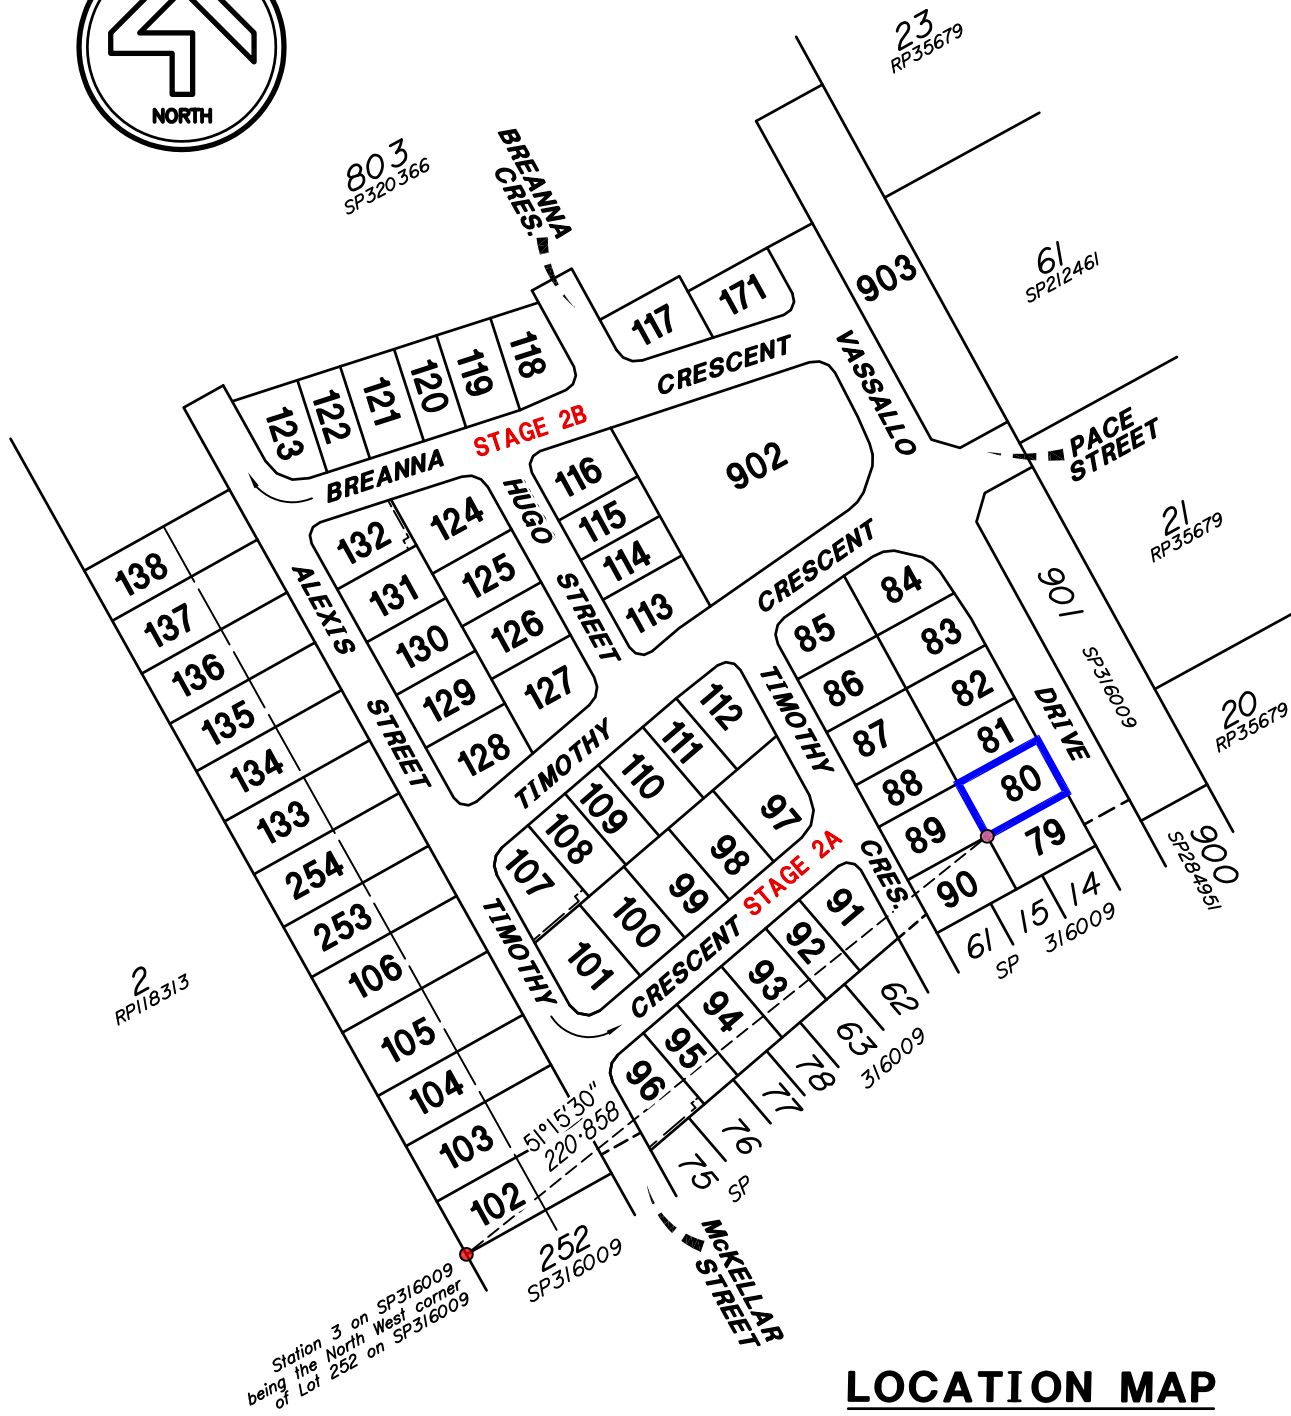 NORTH
23
RP35679
803
SP320366
BREANNA
CRES.
61
SP212461
903
171
117
118
119
120
121
122
123
CRESCENT
VASSALLO
STAGE 2B
BREANNA
PACE
STREET
902
HUGO
STREET
116
115
114
113
124
132
125
131
126
130
127
129
128
ALEXIS
STREET
21
RP35679
CRESCENT
901
SP316009
84
85
83
86
82
87
81
88
80
89
79
90
DRIVE
20
RP35679
900
SP284951
138
137
136
135
134
133
254
253
106
105
104
103
102
TIMOTHY
TIMOTHY
CRES.
112
111
110
109
108
107
97
98
99
100
101
STAGE 2A
CRESCENT
TIMOTHY
91
92
93
94
95
96
61
15
14
SP
316009
62
63
78
77
76
75
SP
316009
2
RP118313
51°15'30"
220·858
252
SP316009
McKELLAR
STREET
Station 3 on SP316009
being the North West corner
of Lot 252 on SP316009
LOCATION MAP